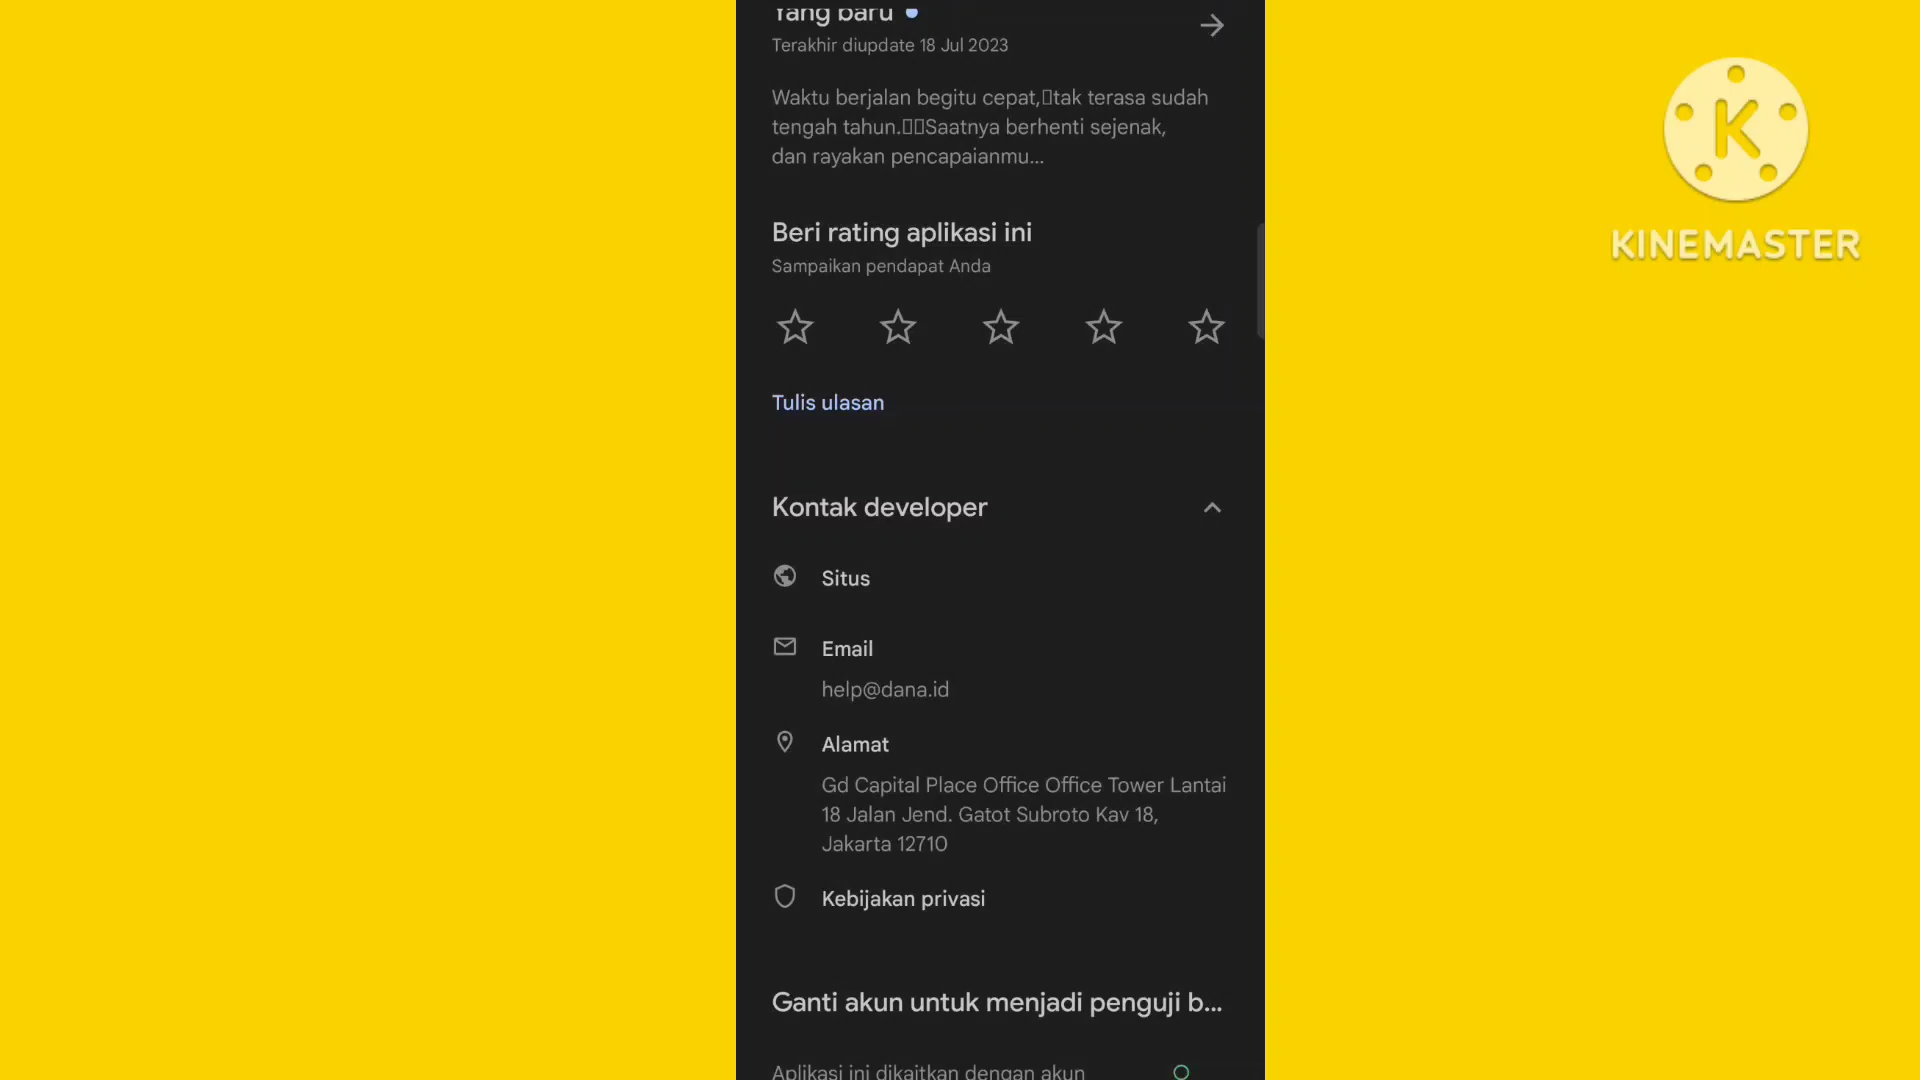 Yang baru
Terakhir diupdate 18 Jul 2023
Waktu berjalan begitu cepat,▯tak terasa sudah
tengah tahun.▯▯Saatnya berhenti sejenak,
dan rayakan pencapaianmu...
Beri rating aplikasi ini
Sampaikan pendapat Anda
Tulis ulasan
Kontak developer
Situs
Email
help@dana.id
Alamat
Gd Capital Place Office Office Tower Lantai
18 Jalan Jend. Gatot Subroto Kav 18,
Jakarta 12710
Kebijakan privasi
Ganti akun untuk menjadi penguji b...
Aplikasi ini dikaitkan dengan akun
K
KINEMASTER